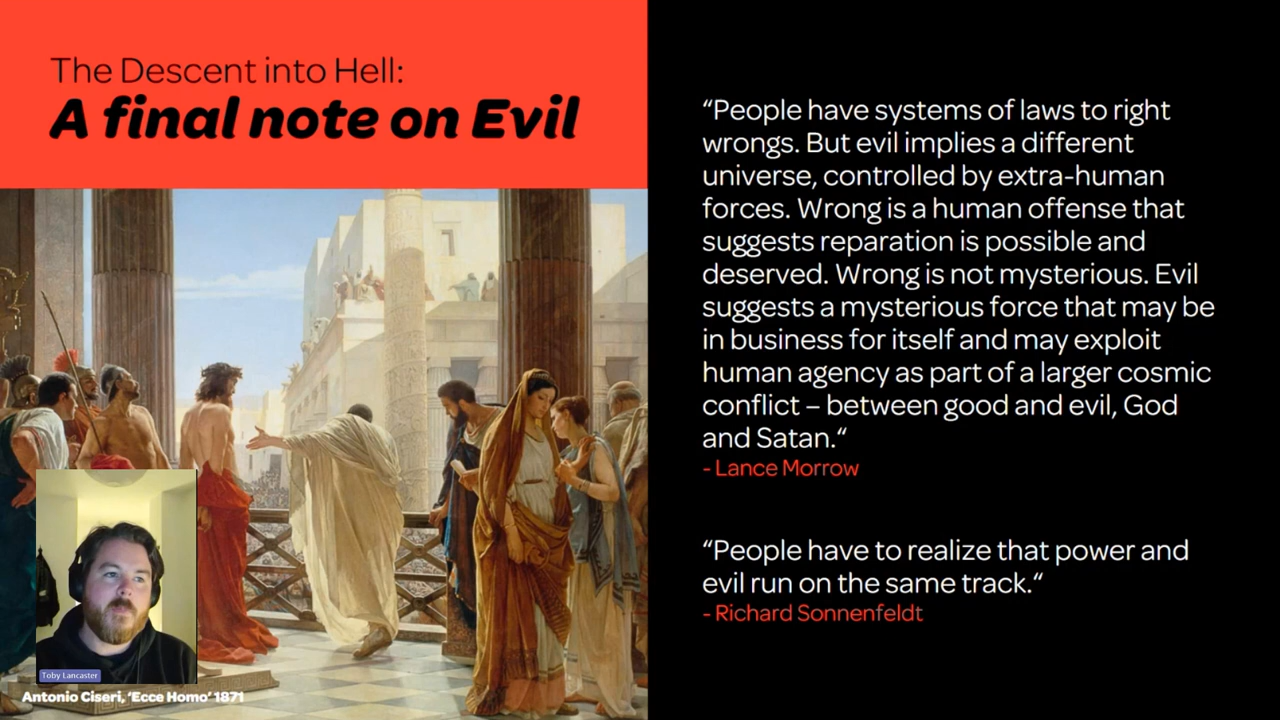 The Descent into Hell:
A final note on Evil
“People have systems of laws to right
wrongs. But evil implies a different
universe, controlled by extra-human
forces. Wrong is a human offense that
suggests reparation is possible and
deserved. Wrong is not mysterious. Evil
suggests a mysterious force that may be
in business for itself and may exploit
human agency as part of a larger cosmic
conflict – between good and evil, God
and Satan.“
- Lance Morrow
“People have to realize that power and
evil run on the same track.“
- Richard Sonnenfeldt
Toby Lancaster
Antonio Ciseri, ‘Ecce Homo’ 1871